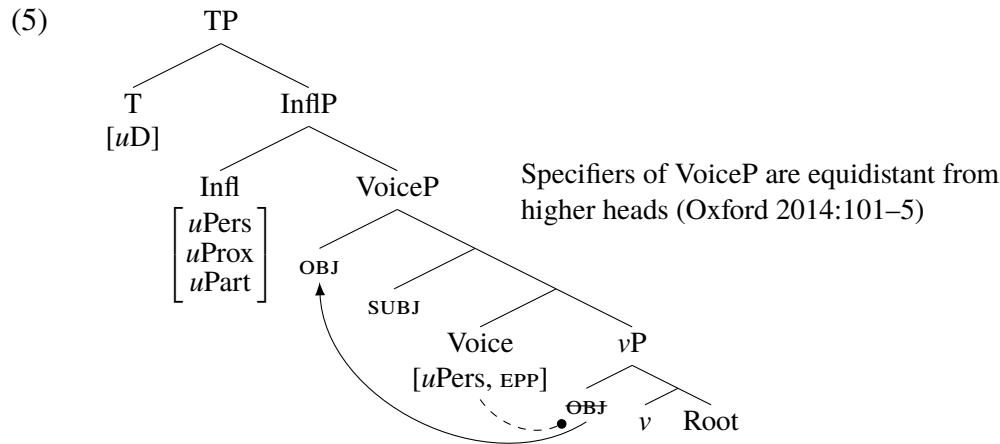 (5)
TP
T
InflP
[uD]
Infl
VoiceP
Specifiers of VoiceP are equidistant from
higher heads (Oxford 2014:101–5)
uPers
uProx
uPart
OBJ
SUBJ
Voice
vP
[uPers, EPP]
OBJ
v
Root